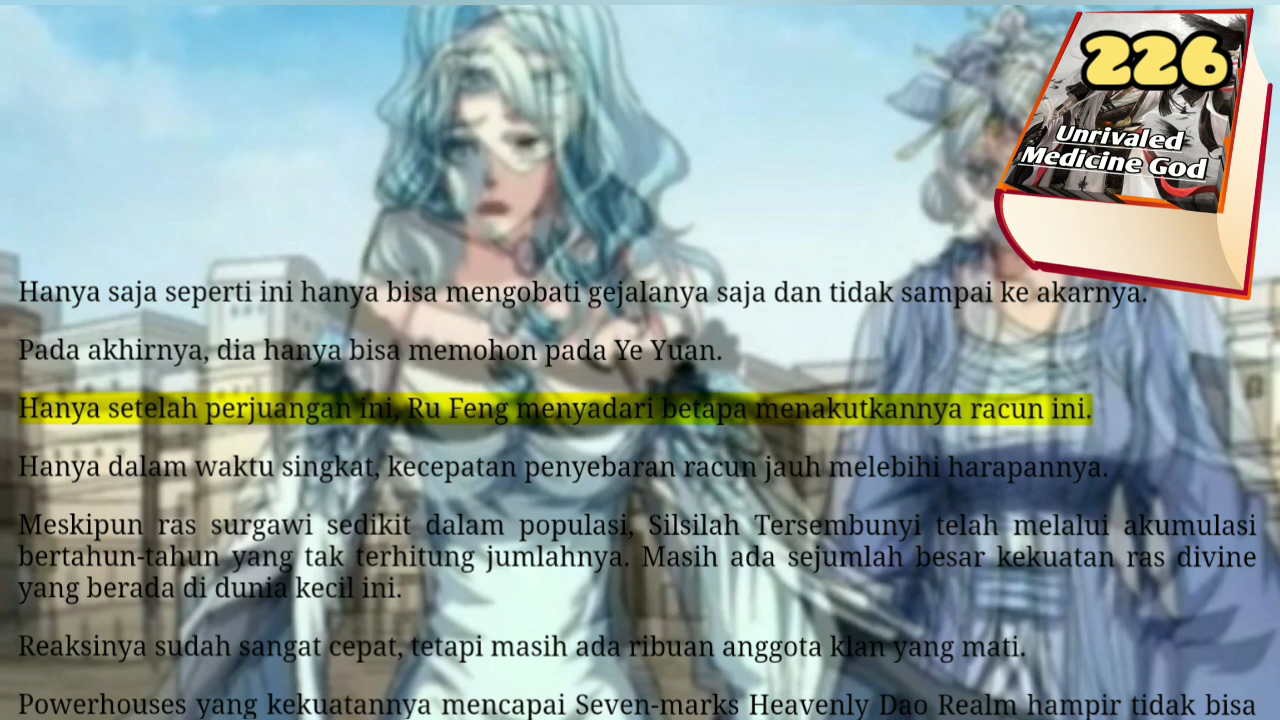 226
Unrivaled
Medicine God
Hanya saja seperti ini hanya bisa mengobati gejalanya saja dan tidak sampai ke akarnya.
Pada akhirnya, dia hanya bisa memohon pada Ye Yuan.
Hanya setelah perjuangan ini, Ru Feng menyadari betapa menakutkannya racun ini.
Hanya dalam waktu singkat, kecepatan penyebaran racun jauh melebihi harapannya.
Meskipun ras surgawi sedikit dalam populasi, Silsilah Tersembunyi telah melalui akumulasi
bertahun-tahun yang tak terhitung jumlahnya. Masih ada sejumlah besar kekuatan ras divine
yang berada di dunia kecil ini.
Reaksinya sudah sangat cepat, tetapi masih ada ribuan anggota klan yang mati.
Powerhouses yang kekuatannya mencapai Seven-marks Heavenly Dao Realm hampir tidak bisa